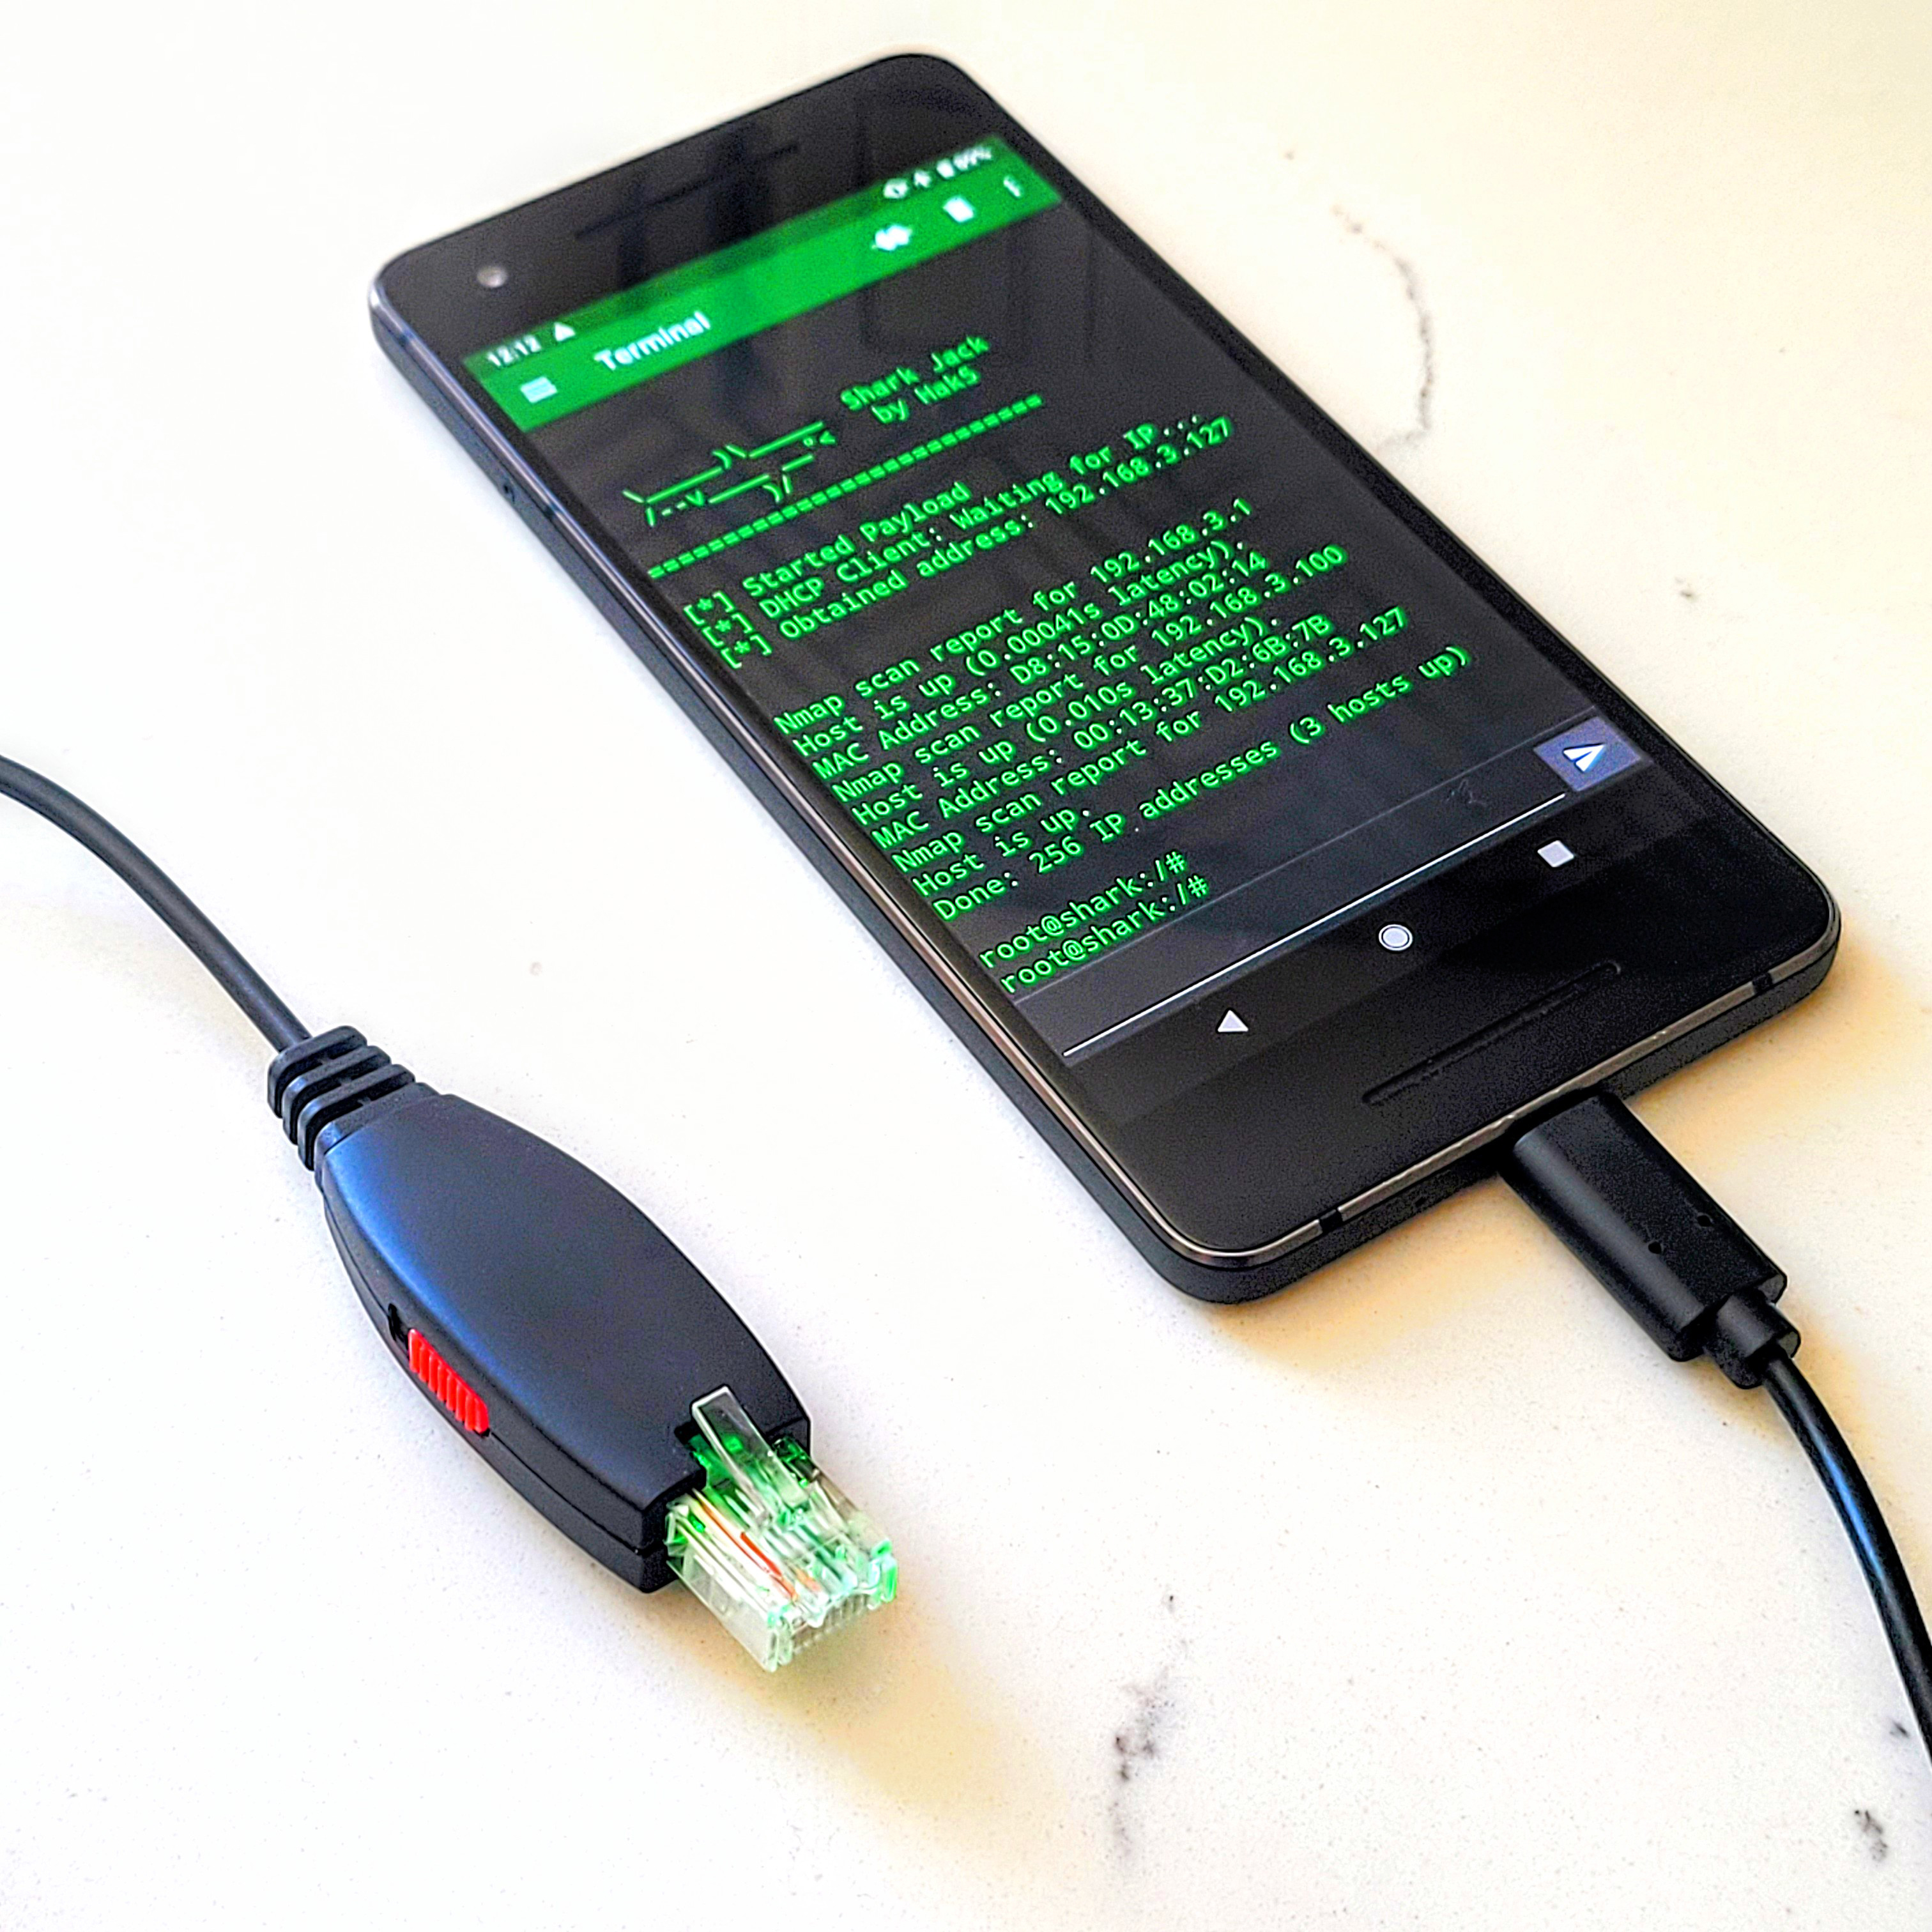 12:12
69%
Terminal
Shark Jack
by Hak5
==============================
[*] Started Payload
[*] DHCP Client: Waiting for IP...
[*] Obtained address: 192.168.3.127
Nmap scan report for 192.168.3.1
Host is up (0.00041s latency).
MAC Address: D8:15:0D:48:02:14
Nmap scan report for 192.168.3.100
Host is up (0.010s latency).
MAC Address: 00:13:37:D2:6B:7B
Nmap scan report for 192.168.3.127
Host is up.
Done: 256 IP addresses (3 hosts up)
root@shark:/#
root@shark:/#